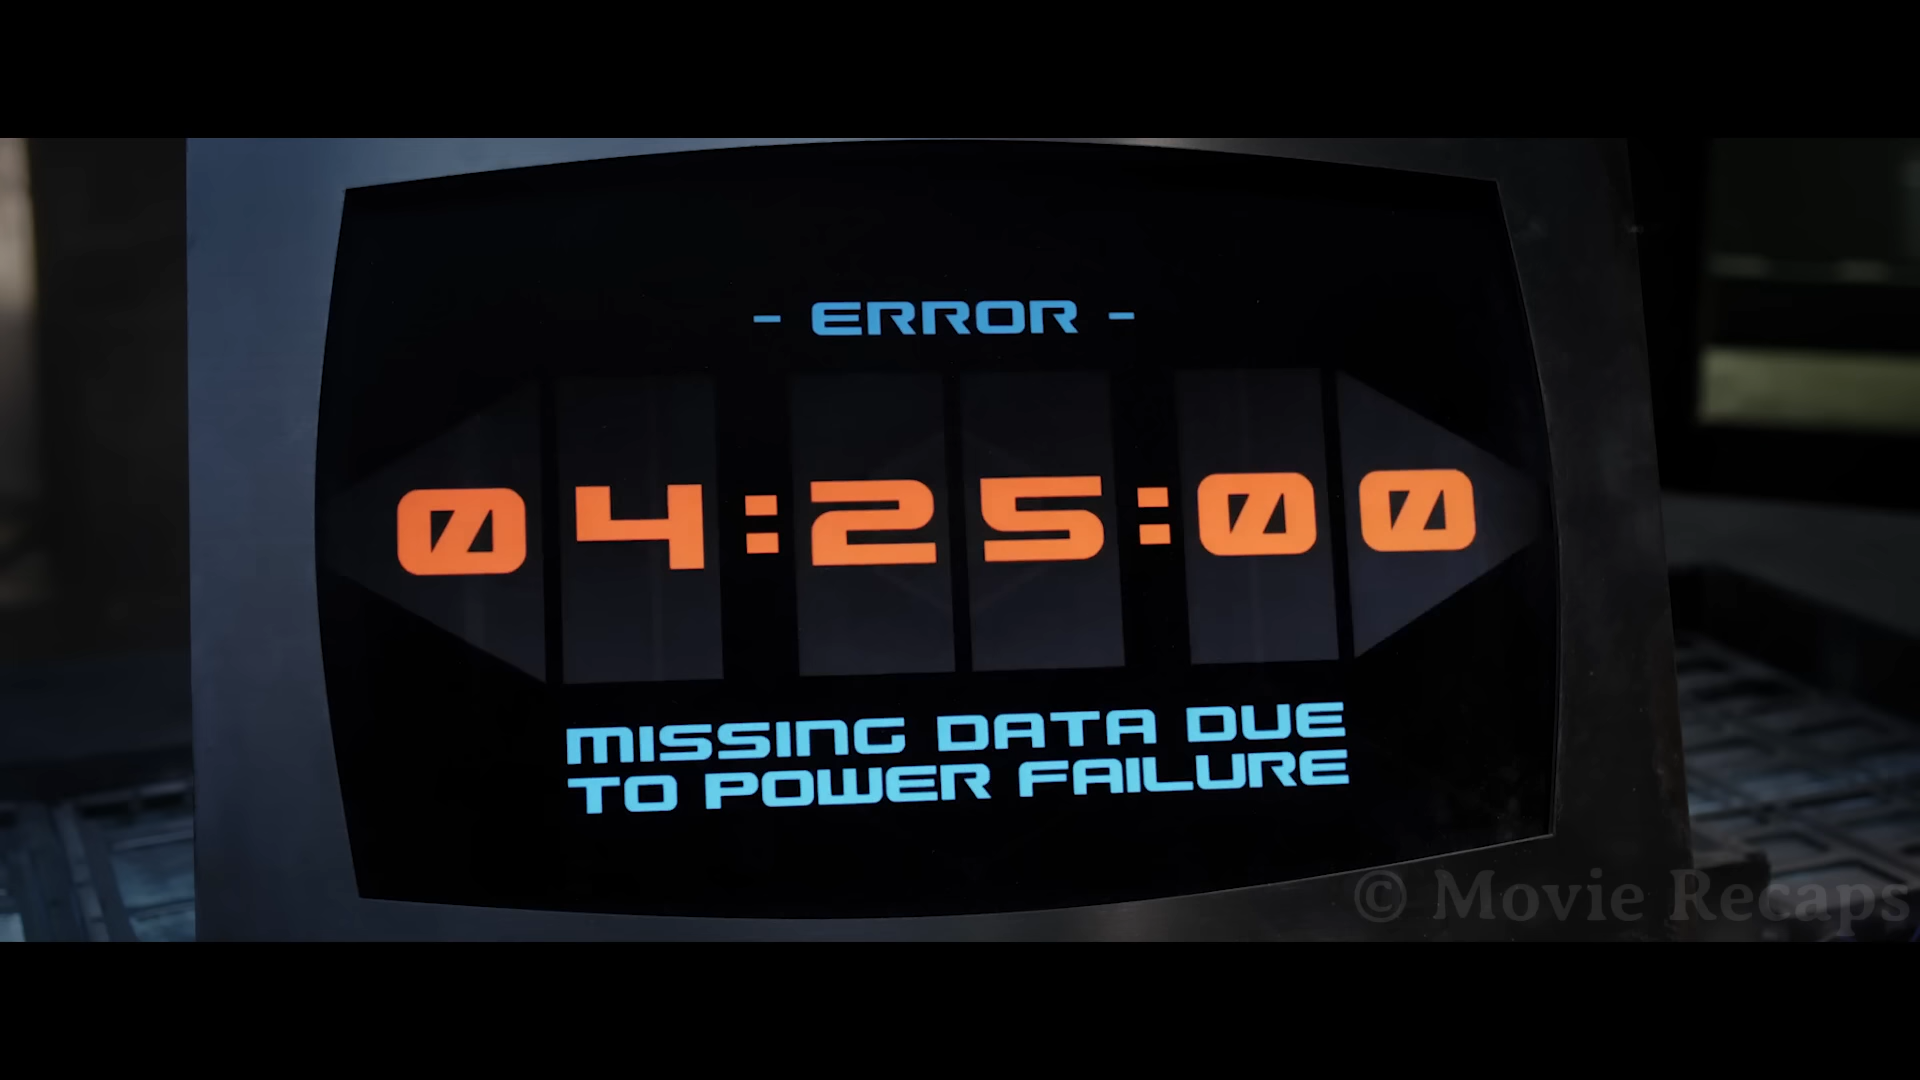 - ERROR -
04:25:00
MISSING DATA DUE
TO POWER FAILURE
© Movie Recaps